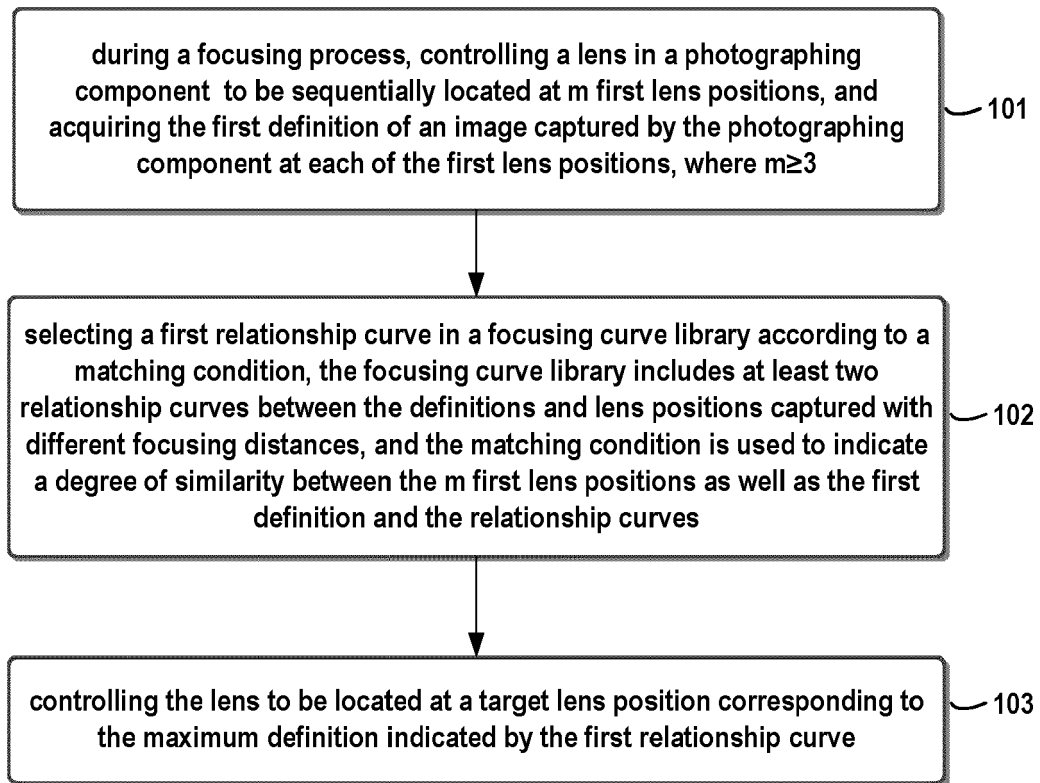 during a focusing process, controlling a lens in a photographing
component to be sequentially located at m first lens positions, and
acquiring the first definition of an image captured by the photographing
component at each of the first lens positions, where m≥3
101
selecting a first relationship curve in a focusing curve library according to a
matching condition, the focusing curve library includes at least two
relationship curves between the definitions and lens positions captured with
different focusing distances, and the matching condition is used to indicate
a degree of similarity between the m first lens positions as well as the first
definition and the relationship curves
102
controlling the lens to be located at a target lens position corresponding to
the maximum definition indicated by the first relationship curve
103